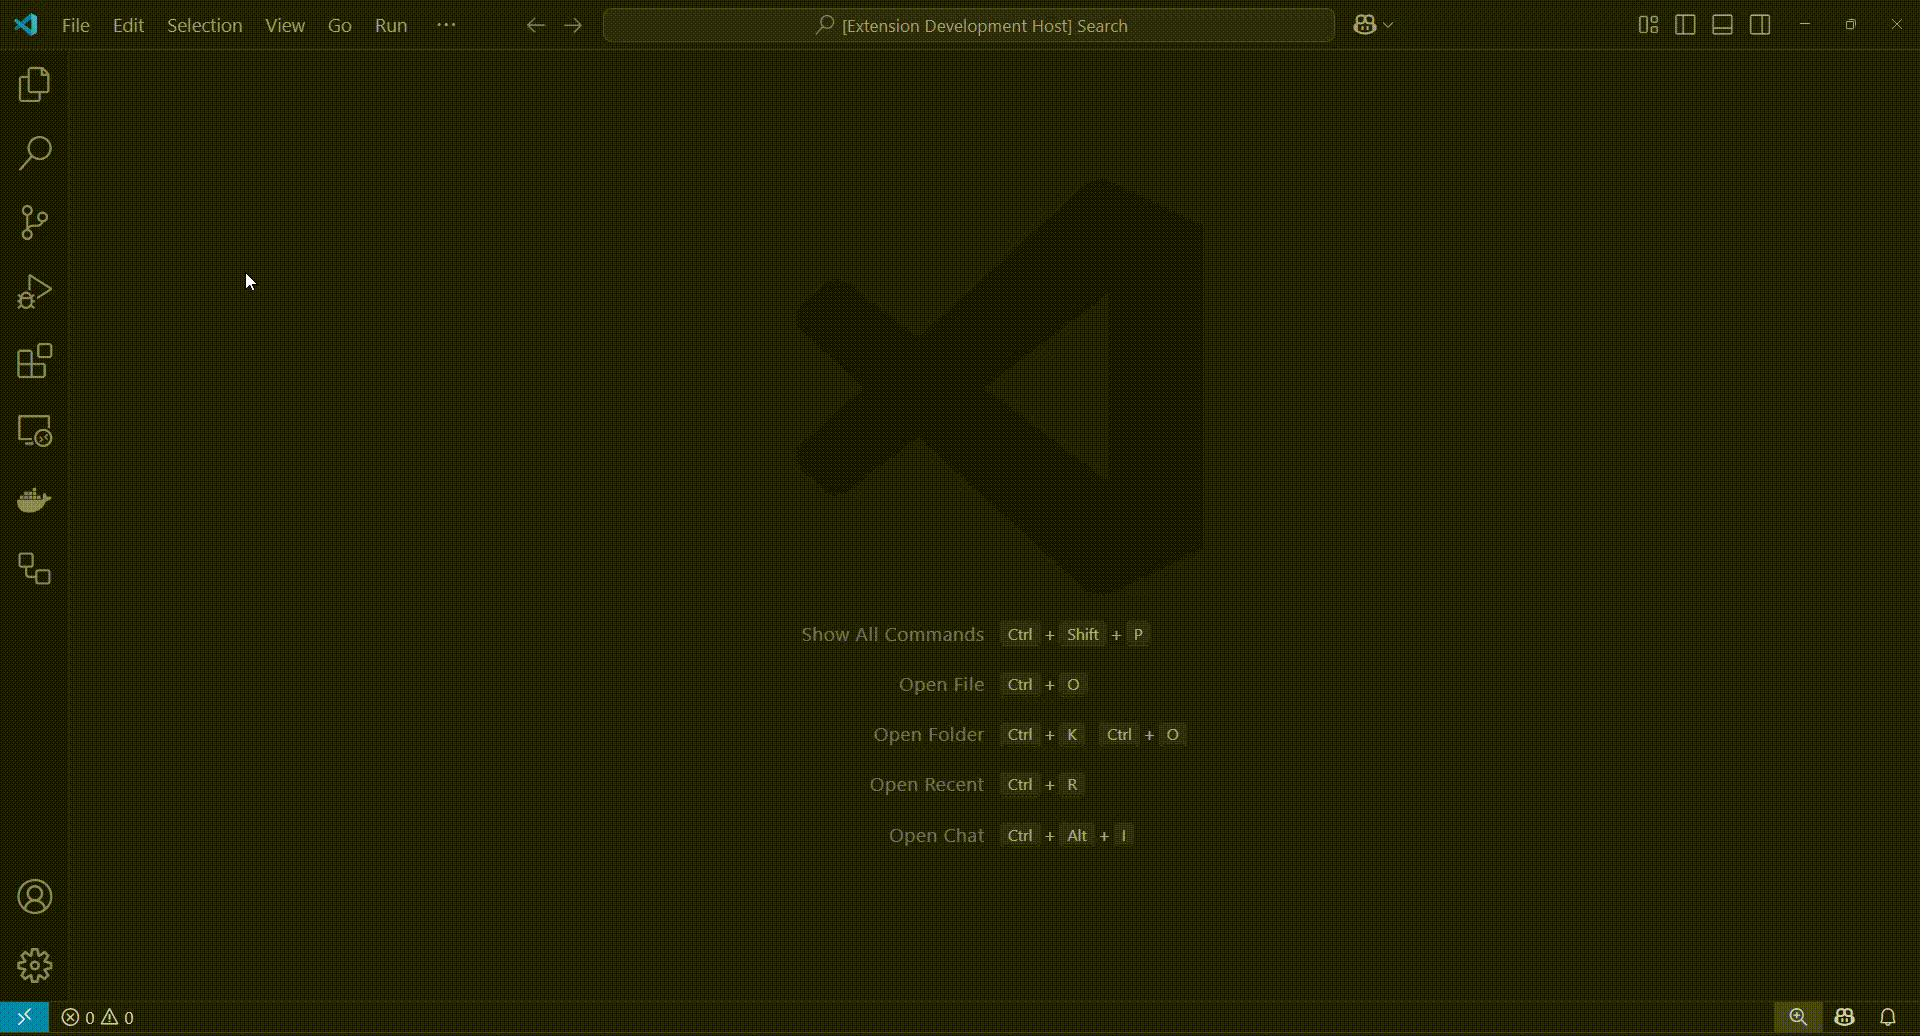 File Edit Selection View Go Run ···
[Extension Development Host] Search
Show All Commands Ctrl + Shift + P
Open File Ctrl + O
Open Folder Ctrl + K Ctrl + O
Open Recent Ctrl + R
Open Chat Ctrl + Alt + I
0 0